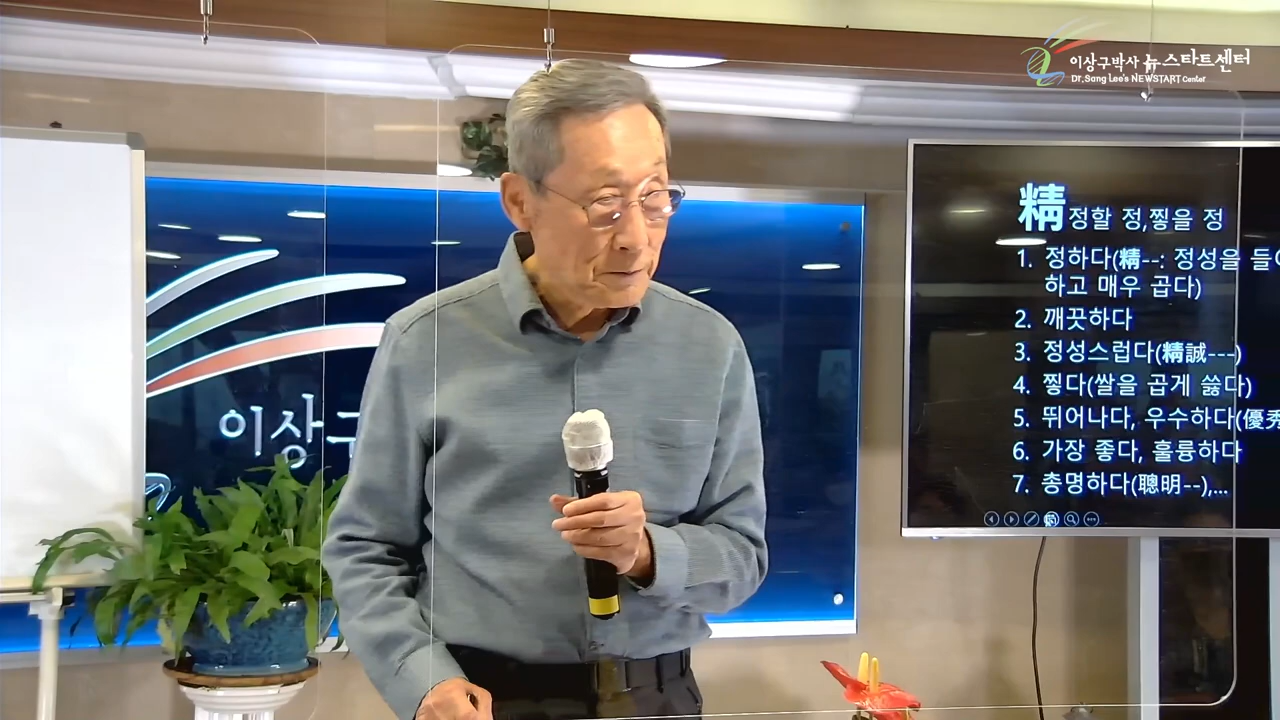 이상구박사 뉴스타트센터
Dr. Sang Lee's NEWSTART Center
이상구
精 정할 정,찧을 정
1. 정하다(精--: 정성을 들이
하고 매우 곱다)
2. 깨끗하다
3. 정성스럽다(精誠---)
4. 찧다(쌀을 곱게 쓿다)
5. 뛰어나다, 우수하다(優秀
6. 가장 좋다, 훌륭하다
7. 총명하다(聰明--),...